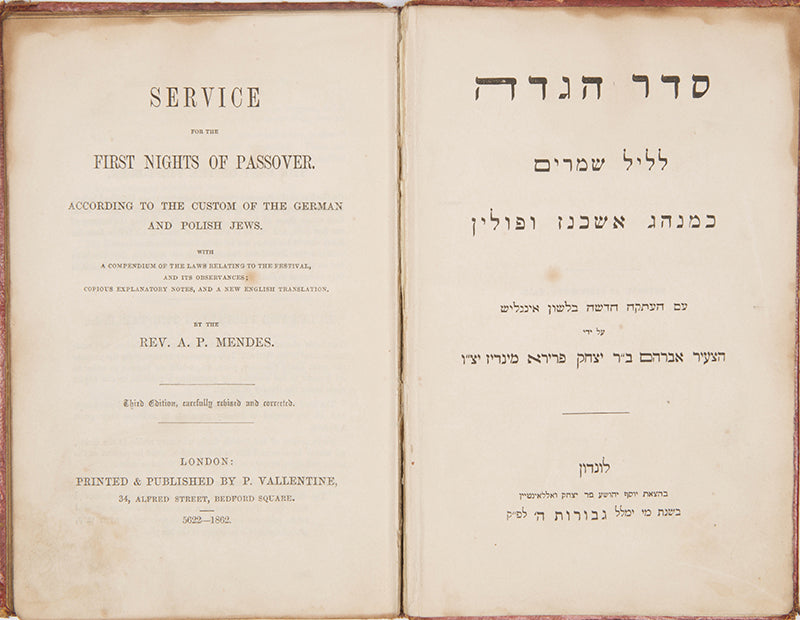 SERVICE
FOR THE
FIRST NIGHTS OF PASSOVER.
ACCORDING TO THE CUSTOM OF THE GERMAN
AND POLISH JEWS.
WITH
A COMPENDIUM OF THE LAWS RELATING TO THE FESTIVAL,
AND ITS OBSERVANCES;
COPIOUS EXPLANATORY NOTES, AND A NEW ENGLISH TRANSLATION.
BY THE
REV. A. P. MENDES.
Third Edition, carefully revised and corrected.
LONDON:
PRINTED & PUBLISHED BY P. VALLENTINE,
34, ALFRED STREET, BEDFORD SQUARE.
5622—1862.
סדר הגדה
לליל שמרים
כמנהג אשכנז ופולין
עם העתקה חדשה בלשון אינגליש
על ידי
הצעיר אברהם ב״ר יצחק פרירא מינדיז יצ״ו
לונדון
בהוצאת יוסף יהושע בר יצחק וואללאינטיין
בשנת מי ימלל גבורות ה׳ לפ״ק